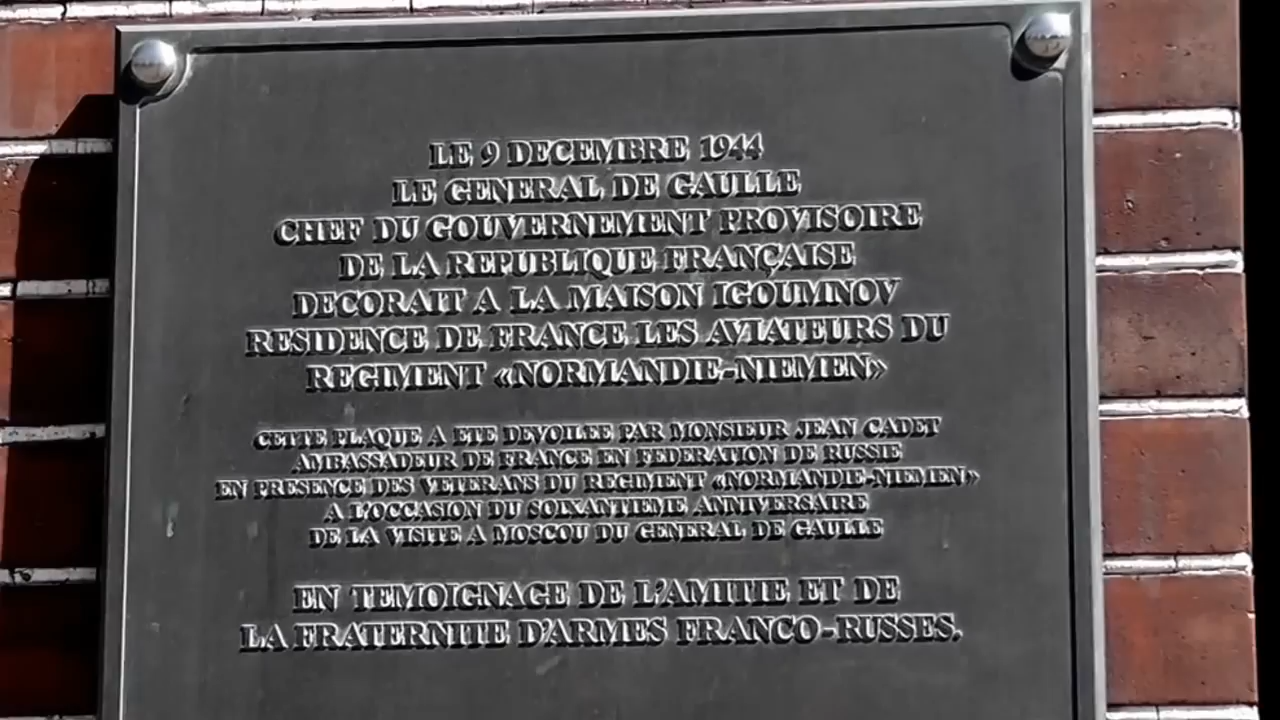 LE 9 DECEMBRE 1944
LE GENERAL DE GAULLE
CHEF DU GOUVERNEMENT PROVISOIRE
DE LA REPUBLIQUE FRANÇAISE
DECORAIT A LA MAISON IGOUMNOV
RESIDENCE DE FRANCE LES AVIATEURS DU
REGIMENT «NORMANDIE-NIEMEN»
CETTE PLAQUE A ETE DEVOILEE PAR MONSIEUR JEAN CADET
AMBASSADEUR DE FRANCE EN FEDERATION DE RUSSIE
EN PRESENCE DES VETERANS DU REGIMENT «NORMANDIE-NIEMEN»
A L'OCCASION DU SOIXANTIEME ANNIVERSAIRE
DE LA VISITE A MOSCOU DU GENERAL DE GAULLE
EN TEMOIGNAGE DE L'AMITIE ET DE
LA FRATERNITE D'ARMES FRANCO-RUSSES.